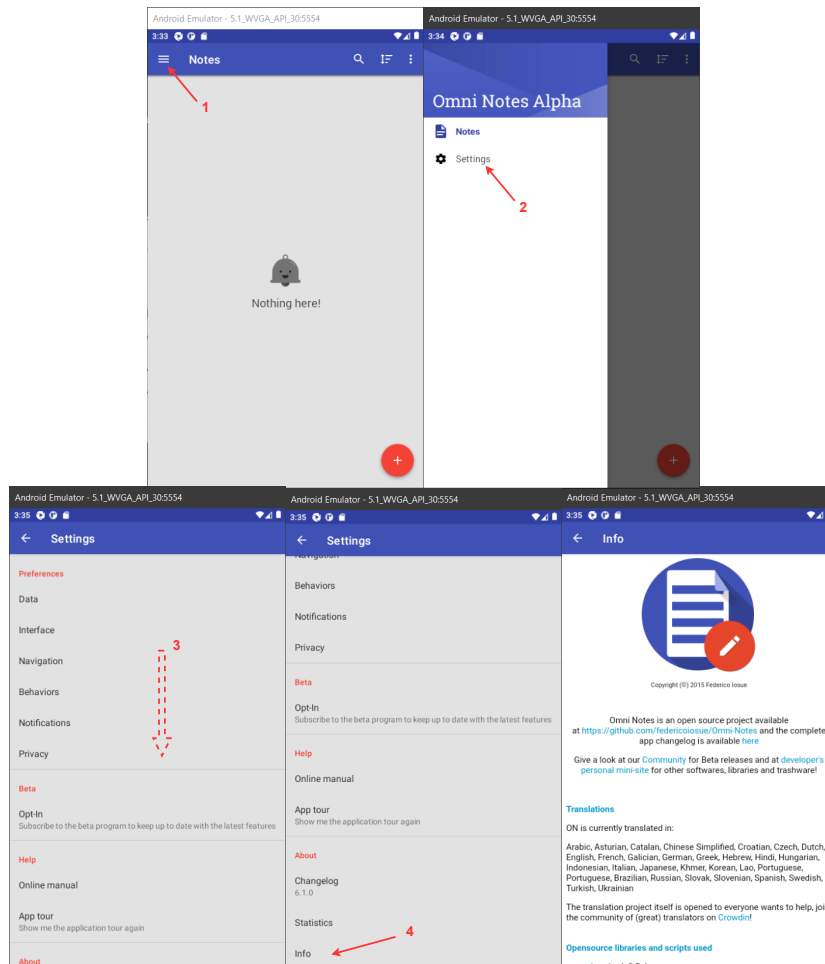 Android Emulator - 5.1_WVGA_API_30:5554
3:33
Notes
1
Nothing here!
+
Android Emulator - 5.1_WVGA_API_30:5554
3:34
Omni Notes Alpha
Notes
Settings
2
+
Android Emulator - 5.1_WVGA_API_30:5554
3:35
Settings
Preferences
Data
Interface
3
Navigation
Behaviors
Notifications
Privacy
Beta
Opt-In
Subscribe to the beta program to keep up to date with the latest features
Help
Online manual
App tour
Show me the application tour again
About
Android Emulator - 5.1_WVGA_API_30:5554
3:35
Settings
Navigation
Behaviors
Notifications
Privacy
Beta
Opt-In
Subscribe to the beta program to keep up to date with the latest features
Help
Online manual
App tour
Show me the application tour again
About
Changelog
6.1.0
Statistics
4
Info
Android Emulator - 5.1_WVGA_API_30:5554
3:35
Info
Copyright (©) 2015 Federico Iosue
Omni Notes is an open source project available
at https://github.com/federicoiosue/Omni-Notes and the complete
app changelog is available here
Give a look at our Community for Beta releases and at developer's
personal mini-site for other softwares, libraries and trashware!
Translations
ON is currently translated in:
Arabic, Asturian, Catalan, Chinese Simplified, Croatian, Czech, Dutch,
English, French, Galician, German, Greek, Hebrew, Hindi, Hungarian,
Indonesian, Italian, Japanese, Khmer, Korean, Lao, Portuguese,
Portuguese, Brazilian, Russian, Slovak, Slovenian, Spanish, Swedish,
Turkish, Ukrainian
The translation project itself is opened to everyone wants to help, joi
the community of (great) translators on Crowdin!
Opensource libraries and scripts used